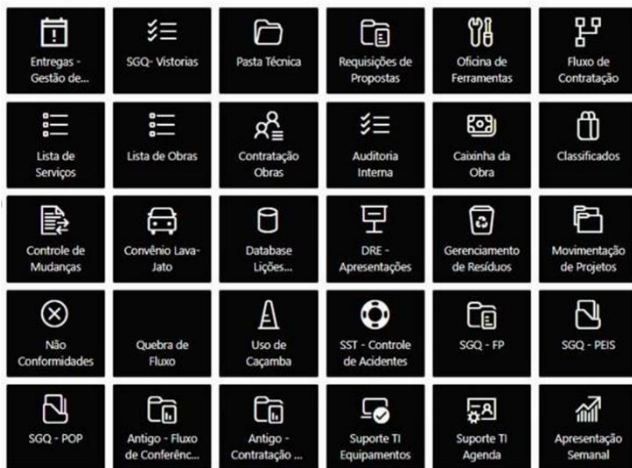 Entregas -
Gestão de...
SGQ- Vistorias
Pasta Técnica
Requisições de
Propostas
Oficina de
Ferramentas
Fluxo de
Contratação
Lista de
Serviços
Lista de Obras
Contratação
Obras
Auditoria
Interna
Caixinha da
Obra
Classificados
Controle de
Mudanças
Convênio Lava-
Jato
Database
Lições...
DRE -
Apresentações
Gerenciamento
de Resíduos
Movimentação
de Projetos
Não
Conformidades
Quebra de
Fluxo
Uso de
Caçamba
SST - Controle
de Acidentes
SGQ - FP
SGQ - PEIS
SGQ - POP
Antigo - Fluxo
de Conferênc...
Antigo -
Contratação ...
Suporte TI
Equipamentos
Suporte TI
Agenda
Apresentação
Semanal